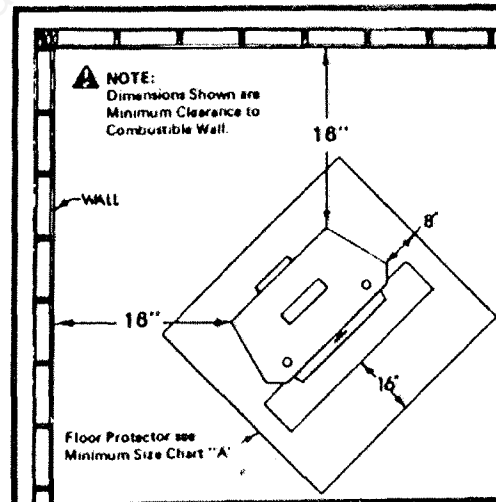 NOTE:
Dimensions Shown are
Minimum Clearance to
Combustible Wall.
18"
8"
WALL
18"
16"
Floor Protector see
Minimum Size Chart "A"